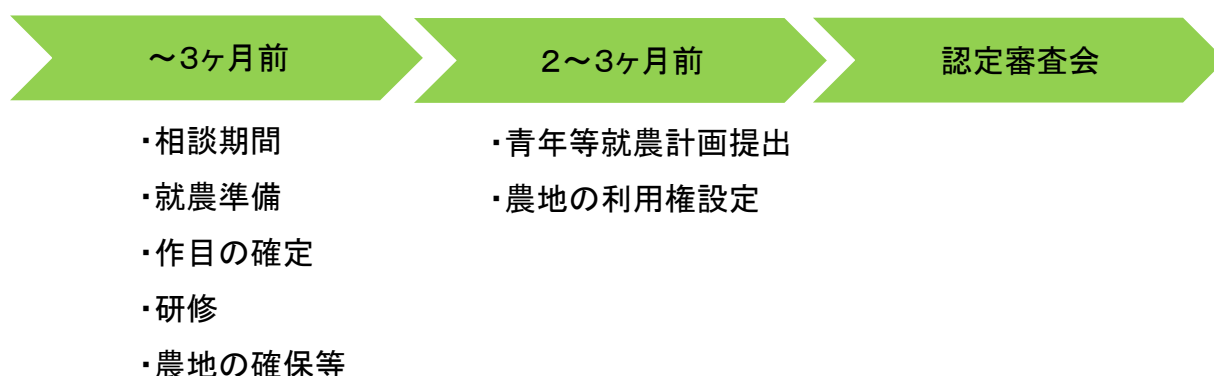 ～3ヶ月前
２～3ヶ月前
認定審査会
・相談期間
・就農準備
・作目の確定
・研修
・農地の確保等
・青年等就農計画提出
・農地の利用権設定